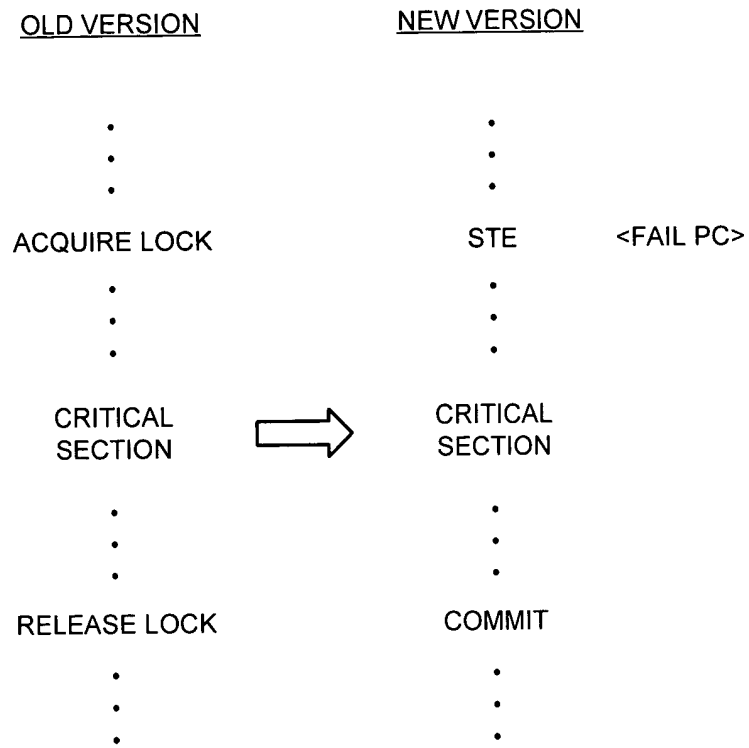 OLD VERSION
NEW VERSION
ACQUIRE LOCK
STE
<FAIL PC>
CRITICAL
SECTION
CRITICAL
SECTION
RELEASE LOCK
COMMIT